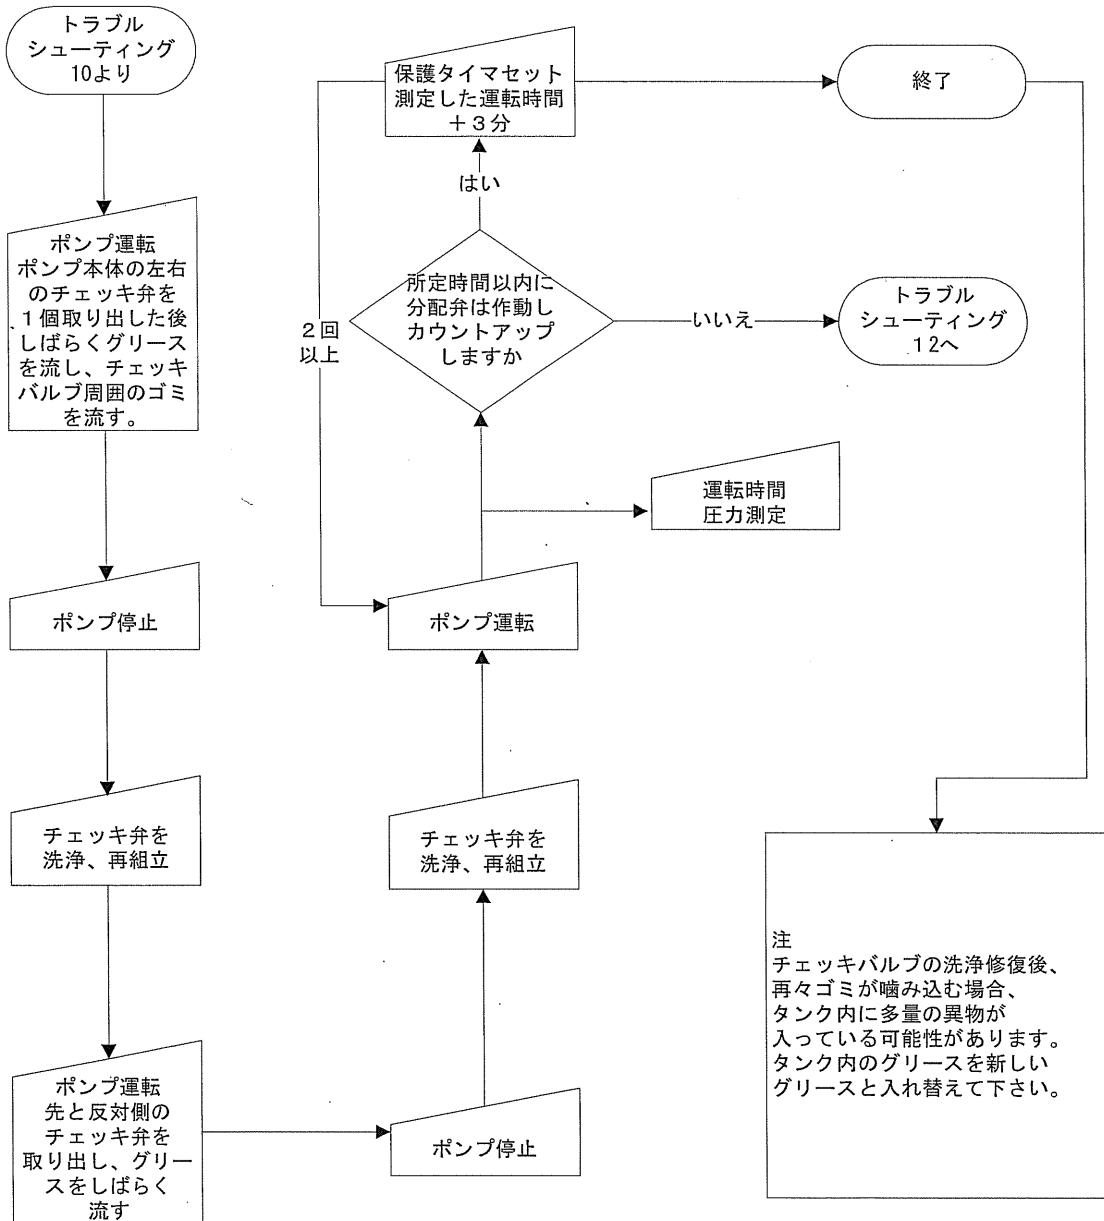 トラブル
シューティング
10より
ポンプ運転
ポンプ本体の左右
のチェッキ弁を
１個取り出した後
しばらくグリース
を流し、チェッキ
バルブ周囲のゴミ
を流す。
ポンプ停止
チェッキ弁を
洗浄、再組立
ポンプ運転
先と反対側の
チェッキ弁を
取り出し、グリー
スをしばらく
流す
ポンプ停止
チェッキ弁を
洗浄、再組立
ポンプ運転
運転時間
圧力測定
所定時間以内に
分配弁は作動し
カウントアップ
しますか
いいえ
トラブル
シューティング
12へ
はい
保護タイマセット
測定した運転時間
＋３分
２回
以上
終了
注
チェッキバルブの洗浄修復後、
再々ゴミが噛み込む場合、
タンク内に多量の異物が
入っている可能性があります。
タンク内のグリースを新しい
グリースと入れ替えて下さい。